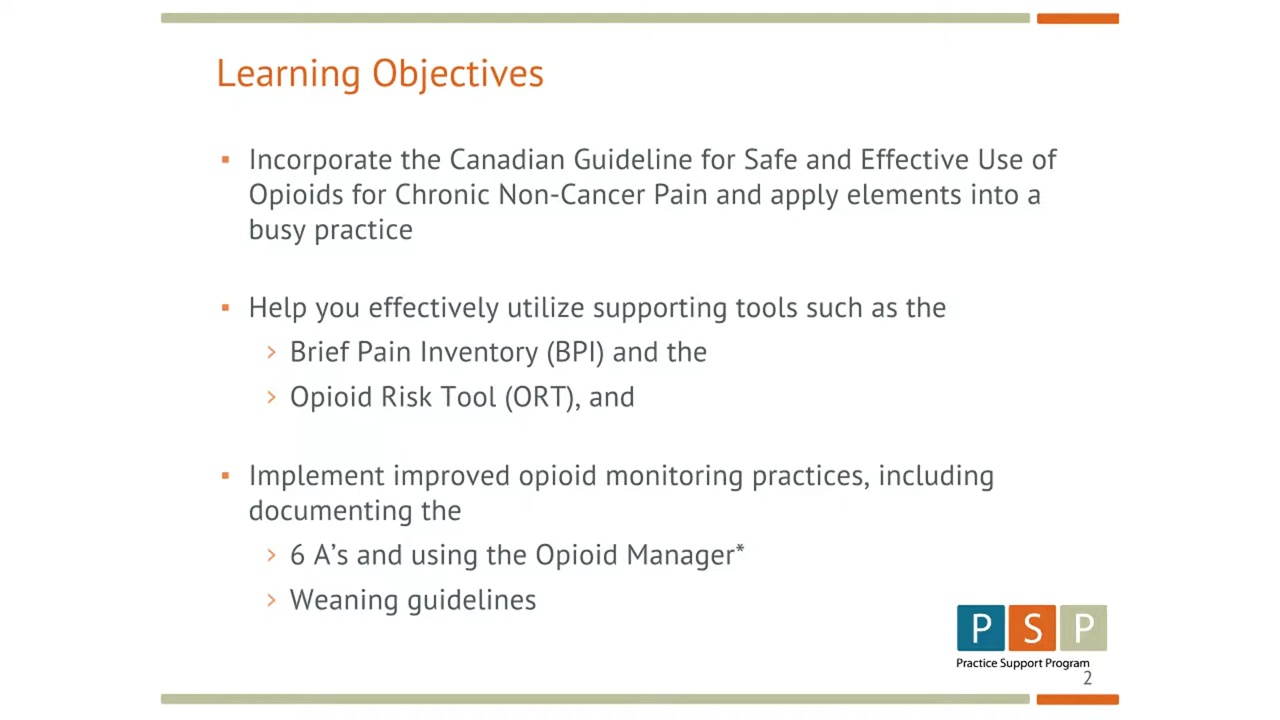 Learning Objectives
▪ Incorporate the Canadian Guideline for Safe and Effective Use of
Opioids for Chronic Non-Cancer Pain and apply elements into a
busy practice
▪ Help you effectively utilize supporting tools such as the
› Brief Pain Inventory (BPI) and the
› Opioid Risk Tool (ORT), and
▪ Implement improved opioid monitoring practices, including
documenting the
› 6 A’s and using the Opioid Manager*
› Weaning guidelines
P S P
Practice Support Program
2